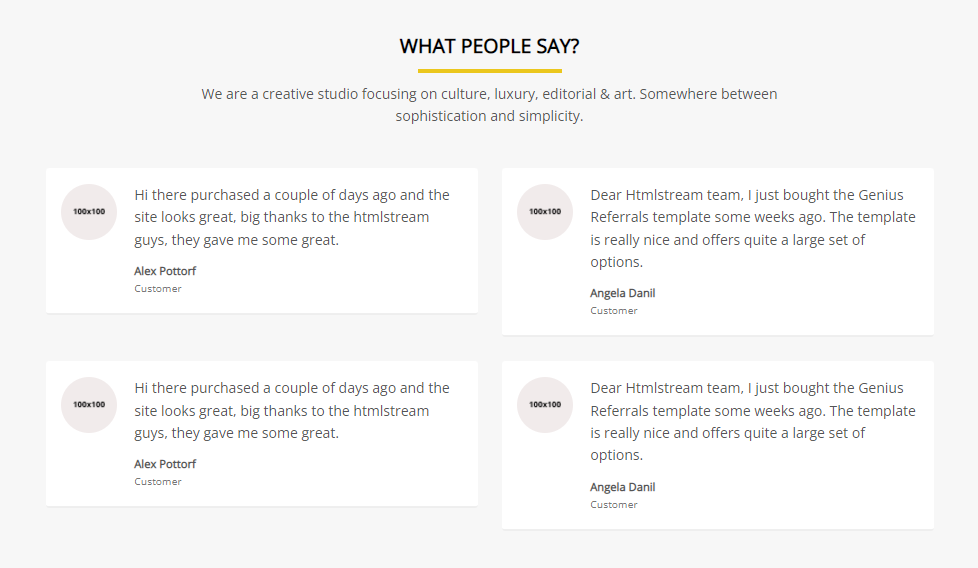 WHAT PEOPLE SAY?
We are a creative studio focusing on culture, luxury, editorial & art. Somewhere between
sophistication and simplicity.
100x100
Hi there purchased a couple of days ago and the
site looks great, big thanks to the htmlstream
guys, they gave me some great.
Alex Pottorf
Customer
100x100
Dear Htmlstream team, I just bought the Genius
Referrals template some weeks ago. The template
is really nice and offers quite a large set of
options.
Angela Danil
Customer
100x100
Hi there purchased a couple of days ago and the
site looks great, big thanks to the htmlstream
guys, they gave me some great.
Alex Pottorf
Customer
100x100
Dear Htmlstream team, I just bought the Genius
Referrals template some weeks ago. The template
is really nice and offers quite a large set of
options.
Angela Danil
Customer